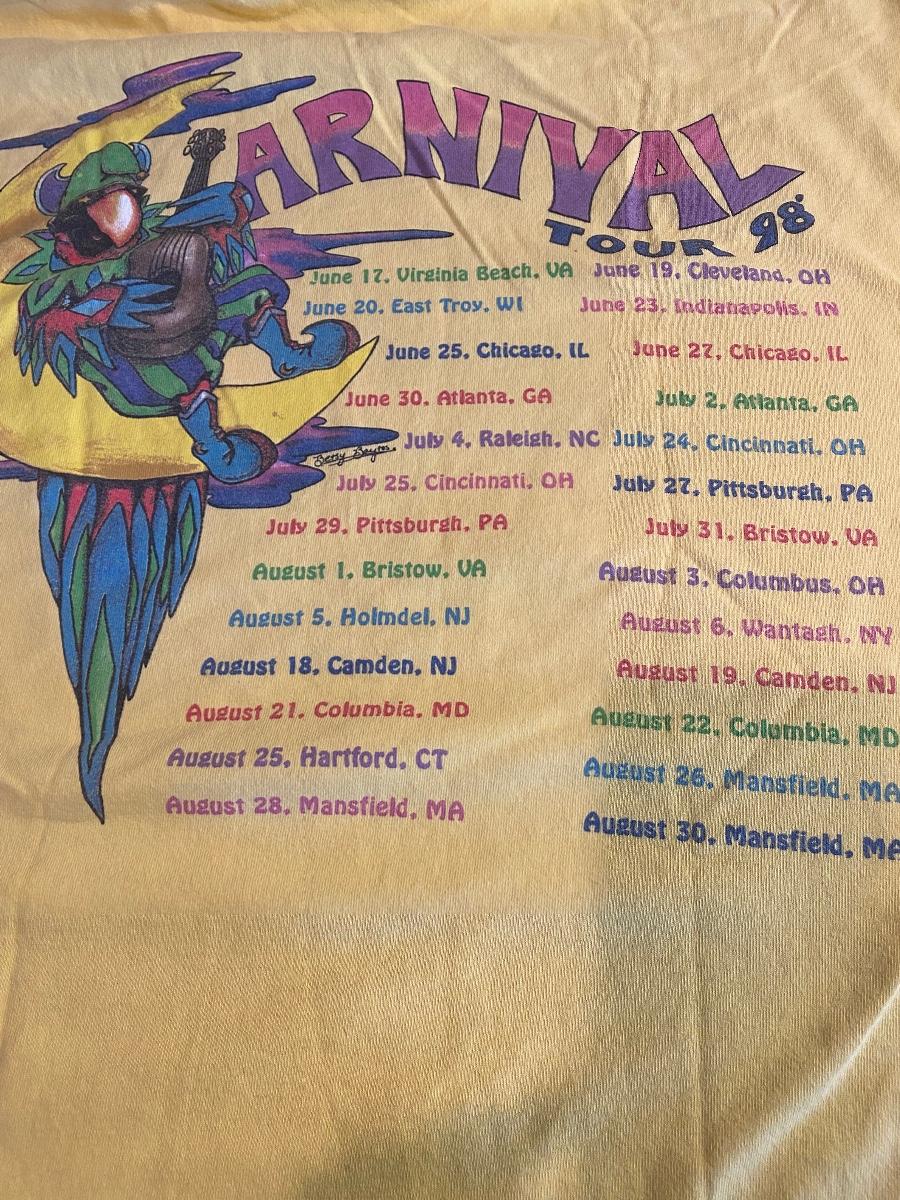 CARNIVAL
TOUR 98'
June 17, Virginia Beach, VA June 19, Cleveland, OH
June 20, East Troy, WI June 23, Indianapolis, IN
June 25, Chicago, IL June 27, Chicago, IL
June 30, Atlanta, GA July 2, Atlanta, GA
July 4, Raleigh, NC July 24, Cincinnati, OH
July 25, Cincinnati, OH July 27, Pittsburgh, PA
July 29, Pittsburgh, PA July 31, Bristow, VA
August 1, Bristow, VA August 3, Columbus, OH
August 5, Holmdel, NJ August 6, Wantagh, NY
August 18, Camden, NJ August 19, Camden, NJ
August 21, Columbia, MD August 22, Columbia, MD
August 25, Hartford, CT August 26, Mansfield, MA
August 28, Mansfield, MA August 30, Mansfield, MA